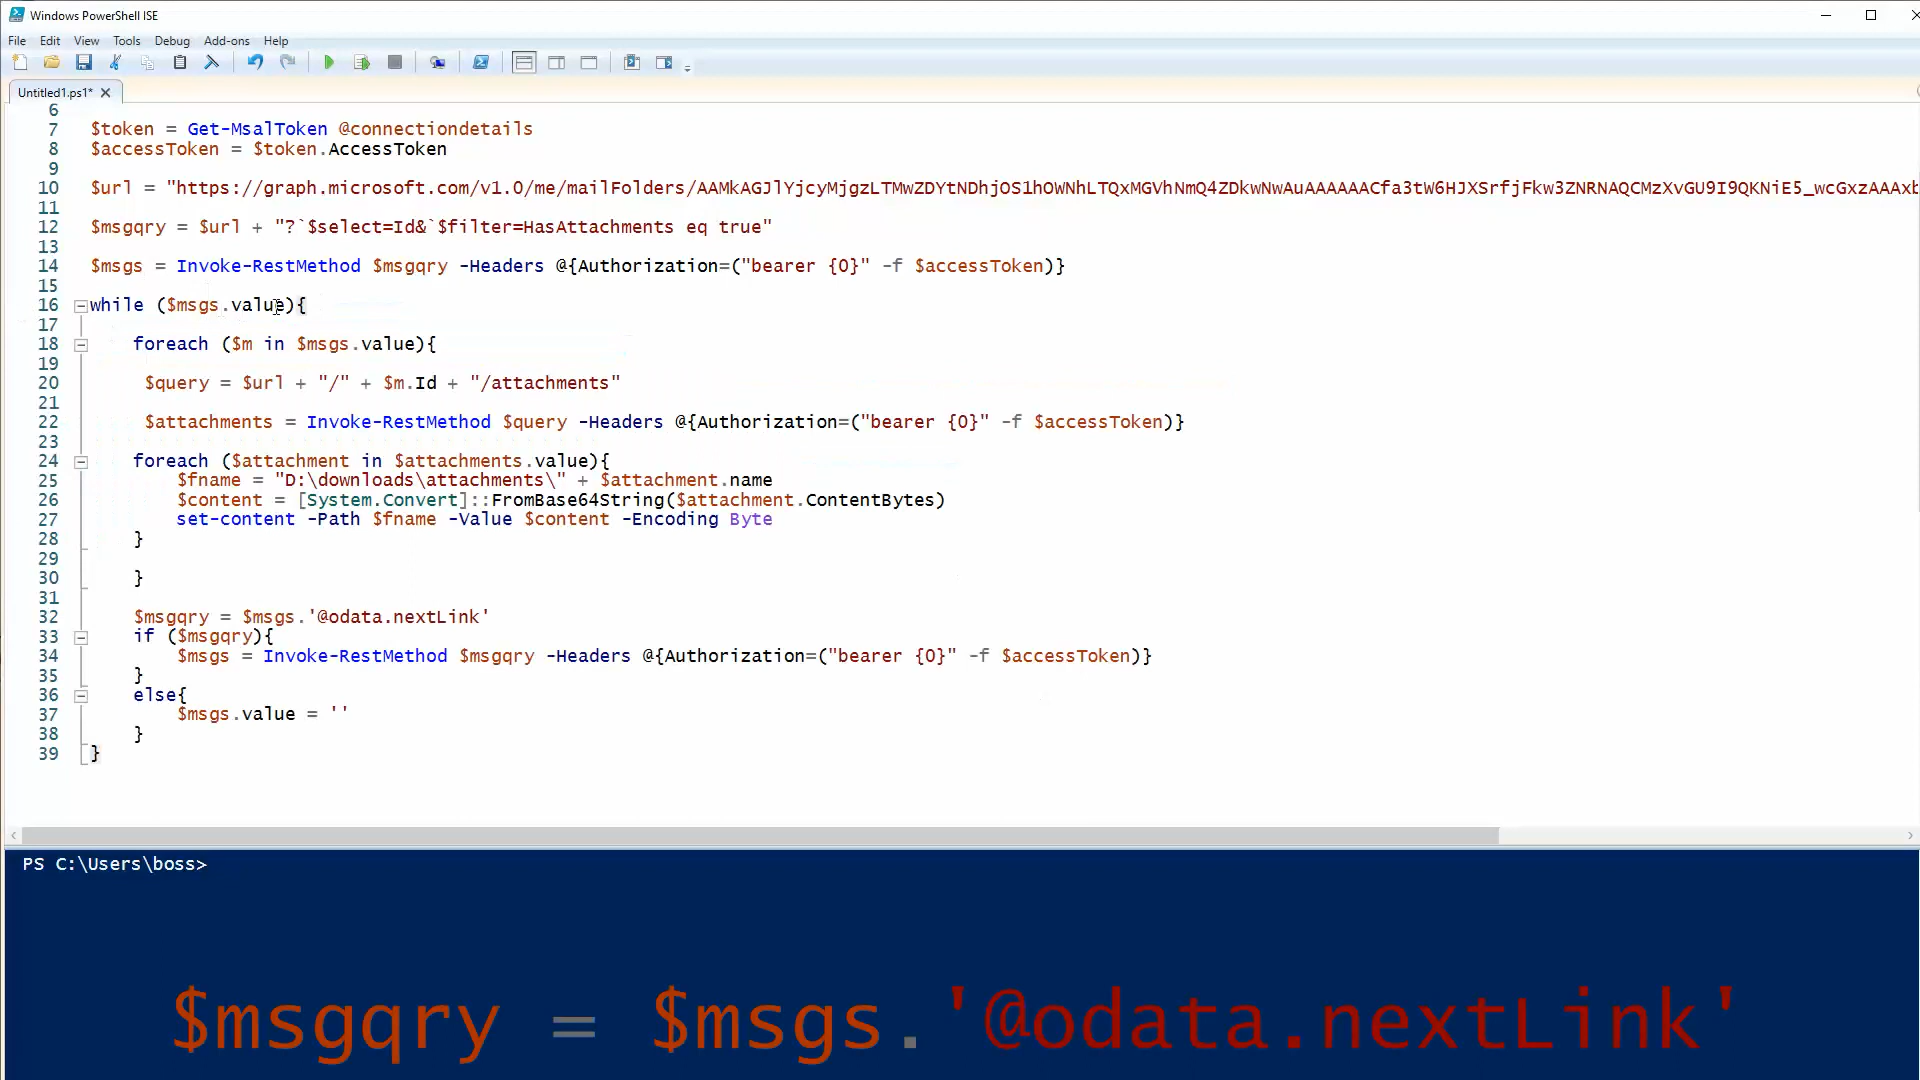 Windows PowerShell ISE
File Edit View Tools Debug Add-ons Help
Untitled1.ps1* X
6
7 $token = Get-MsalToken @connectiondetails
8 $accessToken = $token.AccessToken
9
10 $url = "https://graph.microsoft.com/v1.0/me/mailFolders/
11
12 $msgqry = $url + "?`$select=Id&`$filter=HasAttachments eq true"
13
14 $msgs = Invoke-RestMethod $msgqry -Headers @{Authorization=("bearer {0}" -f $accessToken)}
15
16 while ($msgs.value){
17
18 foreach ($m in $msgs.value){
19
20 $query = $url + "/" + $m.Id + "/attachments"
21
22 $attachments = Invoke-RestMethod $query -Headers @{Authorization=("bearer {0}" -f $accessToken)}
23
24 foreach ($attachment in $attachments.value){
25 $fname = "D:\downloads\attachments\" + $attachment.name
26 $content = [System.Convert]::FromBase64String($attachment.ContentBytes)
27 set-content -Path $fname -Value $content -Encoding Byte
28 }
29
30 }
31
32 $msgqry = $msgs.'@odata.nextLink'
33 if ($msgqry){
34 $msgs = Invoke-RestMethod $msgqry -Headers @{Authorization=("bearer {0}" -f $accessToken)}
35 }
36 else{
37 $msgs.value = ''
38 }
39 }
PS C:\Users\boss>
$msgqry = $msgs.'@odata.nextLink'